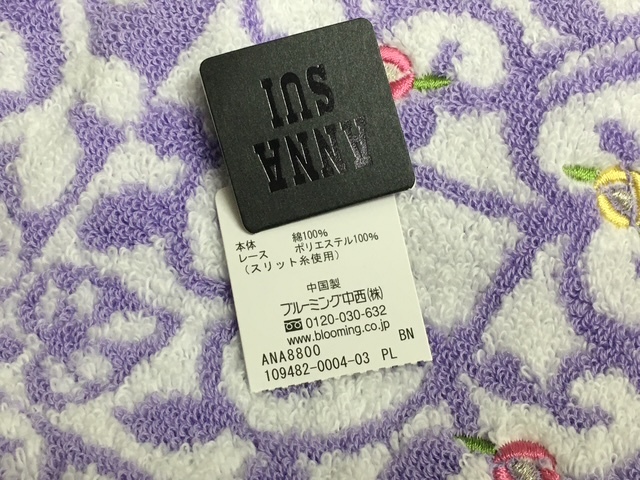 ANNA
SUI
本体 綿100%
レース ポリエステル100%
(スリット糸使用)
中国製
ブルーミング中西(株)
0120-030-632
www.blooming.co.jp
ANA8800 BN
109482-0004-03 PL